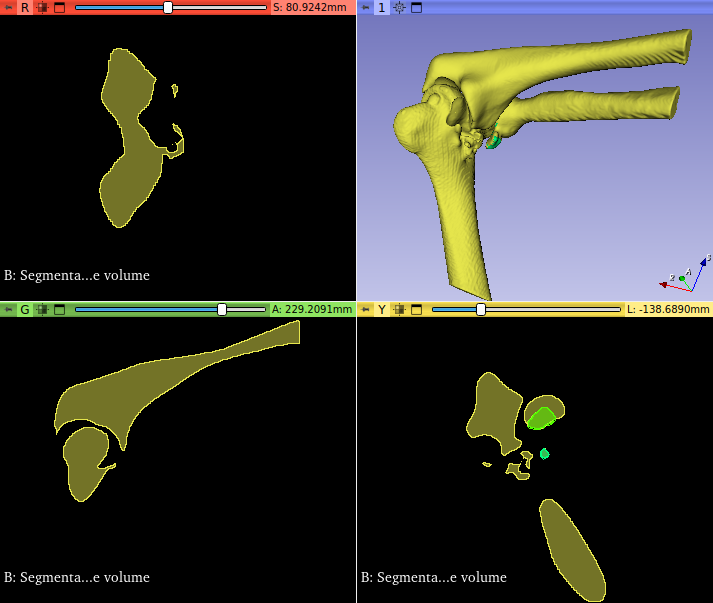 R S: 80.9242mm
1
B: Segmenta...e volume
S
R A
G A: 229.2091mm
Y L: -138.6890mm
B: Segmenta...e volume
B: Segmenta...e volume